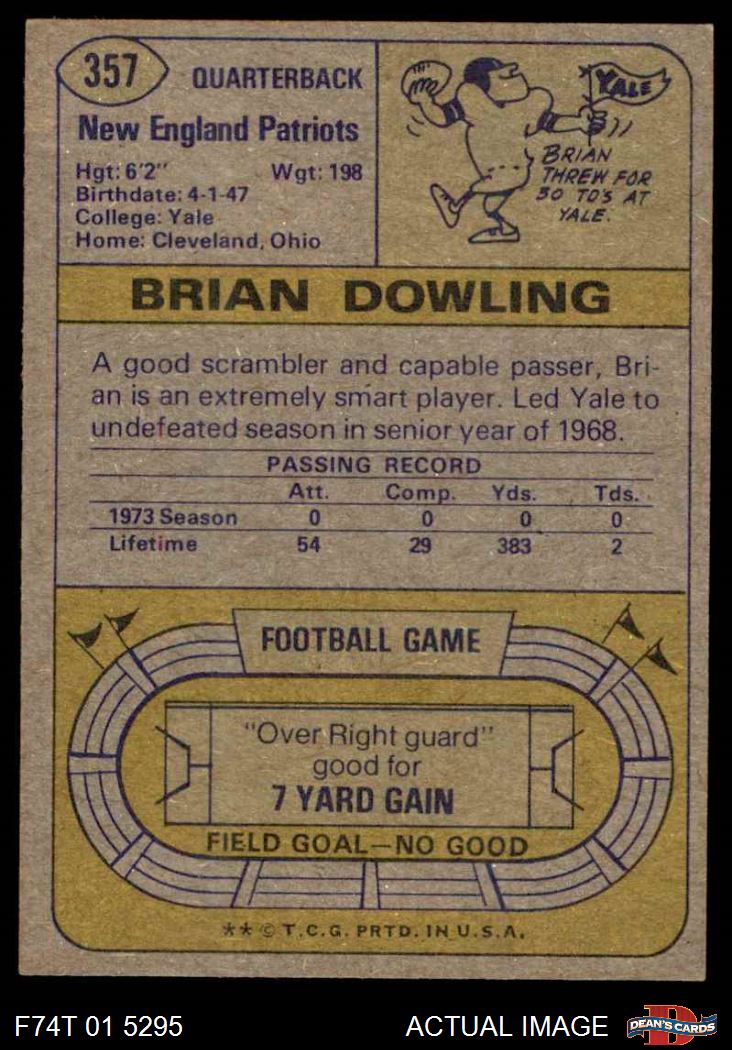 357
QUARTERBACK
New England Patriots
Hgt: 6'2" Wgt: 198
Birthdate: 4-1-47
College: Yale
Home: Cleveland, Ohio
YALE
BRIAN
THREW FOR
30 TD'S AT
YALE.
BRIAN DOWLING
A good scrambler and capable passer, Bri-
an is an extremely smart player. Led Yale to
undefeated season in senior year of 1968.
PASSING RECORD
Att. Comp. Yds. Tds.
1973 Season 0 0 0 0
Lifetime 54 29 383 2
FOOTBALL GAME
"Over Right guard"
good for
7 YARD GAIN
FIELD GOAL—NO GOOD
** © T.C.G. PRTD. IN U.S.A.
F74T 01 5295 ACTUAL IMAGE
D
DEAN'S CARDS